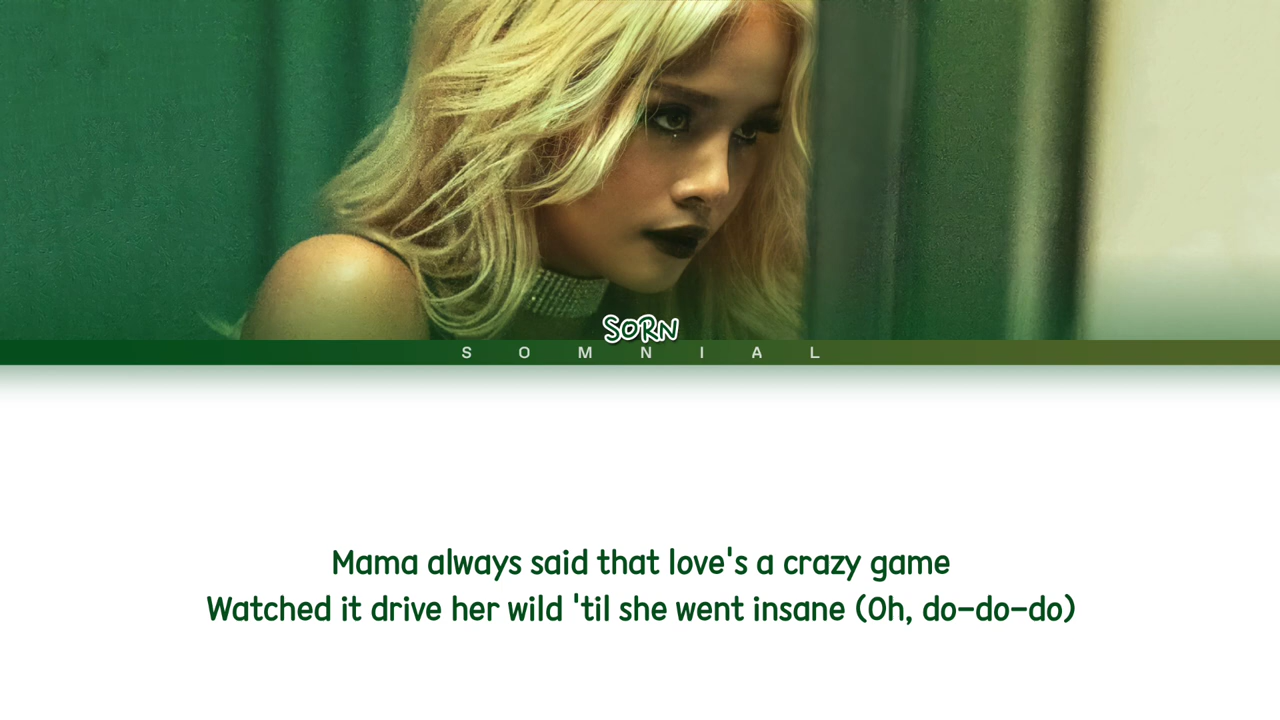 SORN
SOMNIAL
Mama always said that love's a crazy game
Watched it drive her wild 'til she went insane (Oh, do-do-do)